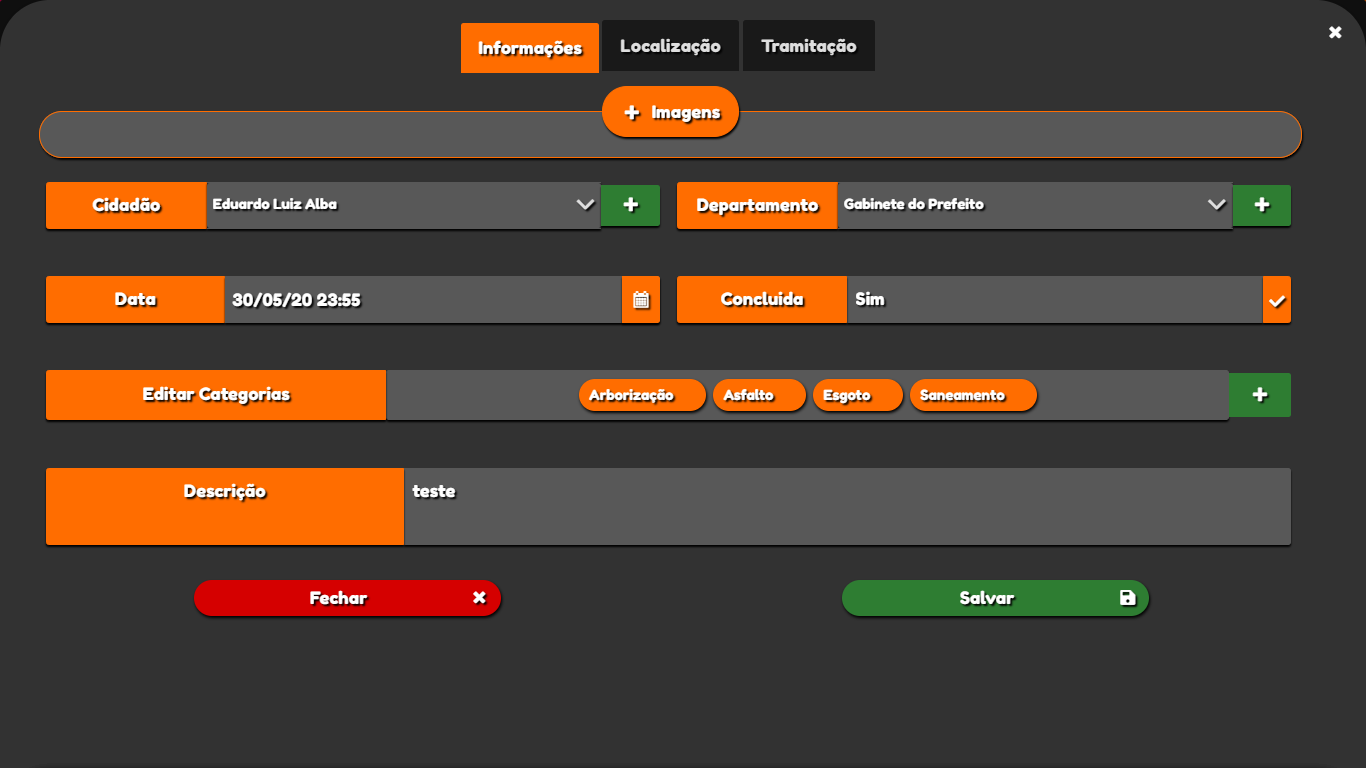 Informações Localização Tramitação
Imagens
Cidadão Eduardo Luiz Alba Departamento Gabinete do Prefeito
Data 30/05/20 23:55 Concluida Sim
Editar Categorias Arborização Asfalto Esgoto Saneamento
Descrição teste
Fechar Salvar